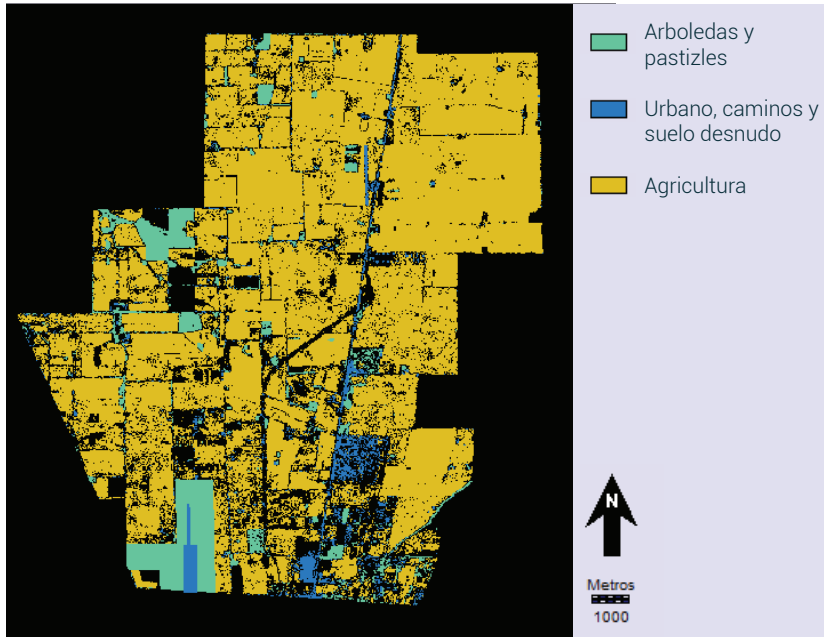 Arboledas y
pastizles
Urbano, caminos y
suelo desnudo
Agricultura
N
Metros
1000